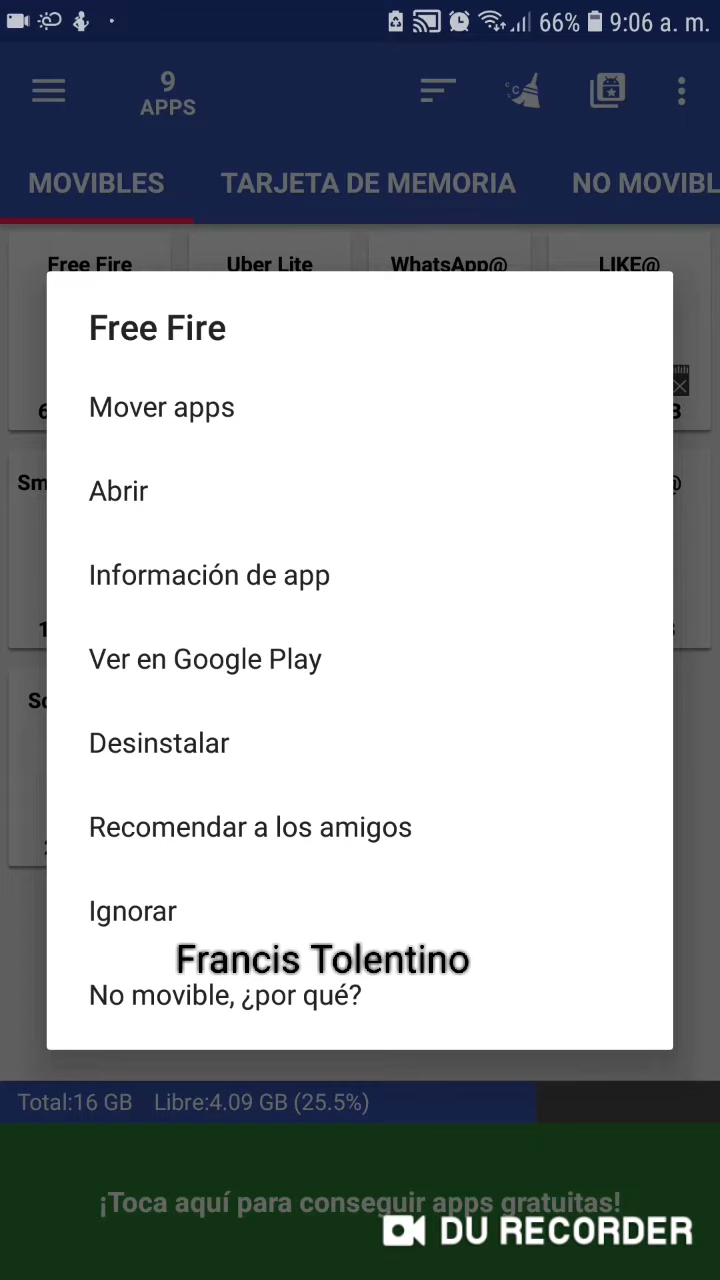 66% 9:06 a. m.
9
APPS
MOVIBLES TARJETA DE MEMORIA NO MOVIBL
Free Fire Uber Lite WhatsApp@ LIKE@
Free Fire
Mover apps
Abrir
Información de app
Ver en Google Play
Desinstalar
Recomendar a los amigos
Ignorar
Francis Tolentino
No movible, ¿por qué?
Total:16 GB Libre:4.09 GB (25.5%)
¡Toca aquí para conseguir apps gratuitas!
DU RECORDER